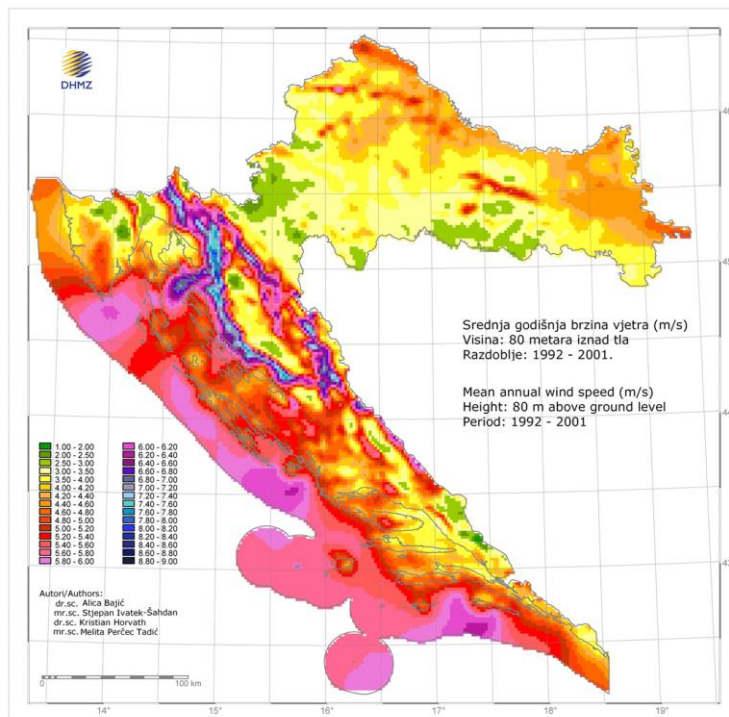 DHMZ
46
45
44
43
Srednja godišnja brzina vjetra (m/s)
Visina: 80 metara iznad tla
Razdoblje: 1992 - 2001.
Mean annual wind speed (m/s)
Height: 80 m above ground level
Period: 1992 - 2001
1.00 - 2.00
2.00 - 2.50
2.50 - 3.00
3.00 - 3.50
3.50 - 4.00
4.00 - 4.20
4.20 - 4.40
4.40 - 4.60
4.60 - 4.80
4.80 - 5.00
5.00 - 5.20
5.20 - 5.40
5.40 - 5.60
5.60 - 5.80
5.80 - 6.00
6.00 - 6.20
6.20 - 6.40
6.40 - 6.60
6.60 - 6.80
6.80 - 7.00
7.00 - 7.20
7.20 - 7.40
7.40 - 7.60
7.60 - 7.80
7.80 - 8.00
8.00 - 8.20
8.20 - 8.40
8.40 - 8.60
8.60 - 8.80
8.80 - 9.00
Autori/Authors:
dr.sc. Alica Bajić
mr.sc. Stjepan Ivatek-Šahdan
dr.sc. Kristian Horvath
mr.sc. Melita Perčec Tadić
0 100 km
14° 15° 16° 17° 18° 19°